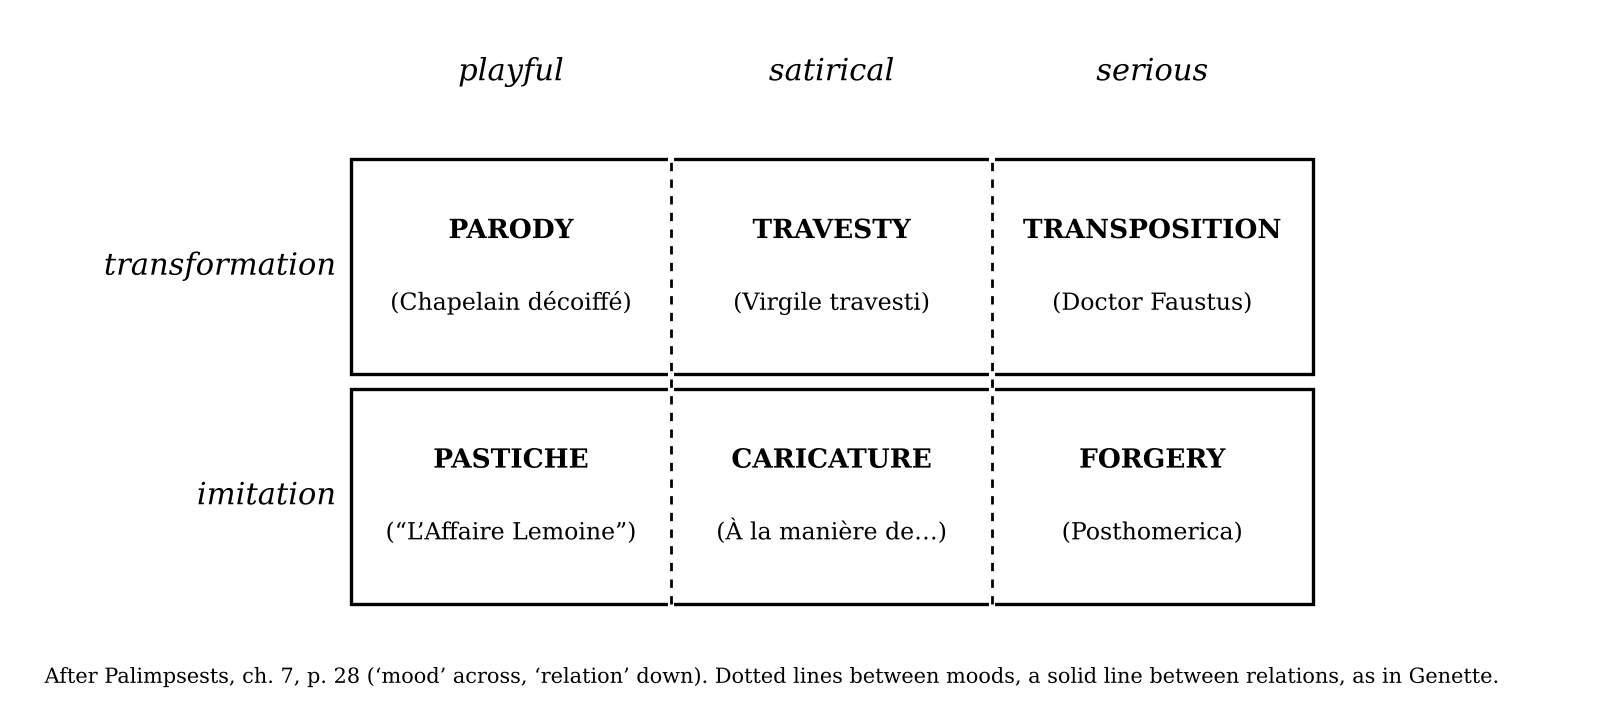 playful satirical serious
transformation
PARODY TRAVESTY TRANSPOSITION
(Chapelain décoiffé) (Virgile travesti) (Doctor Faustus)
imitation
PASTICHE CARICATURE FORGERY
(“L’Affaire Lemoine”) (À la manière de…) (Posthomerica)
After Palimpsests, ch. 7, p. 28 (‘mood’ across, ‘relation’ down). Dotted lines between moods, a solid line between relations, as in Genette.